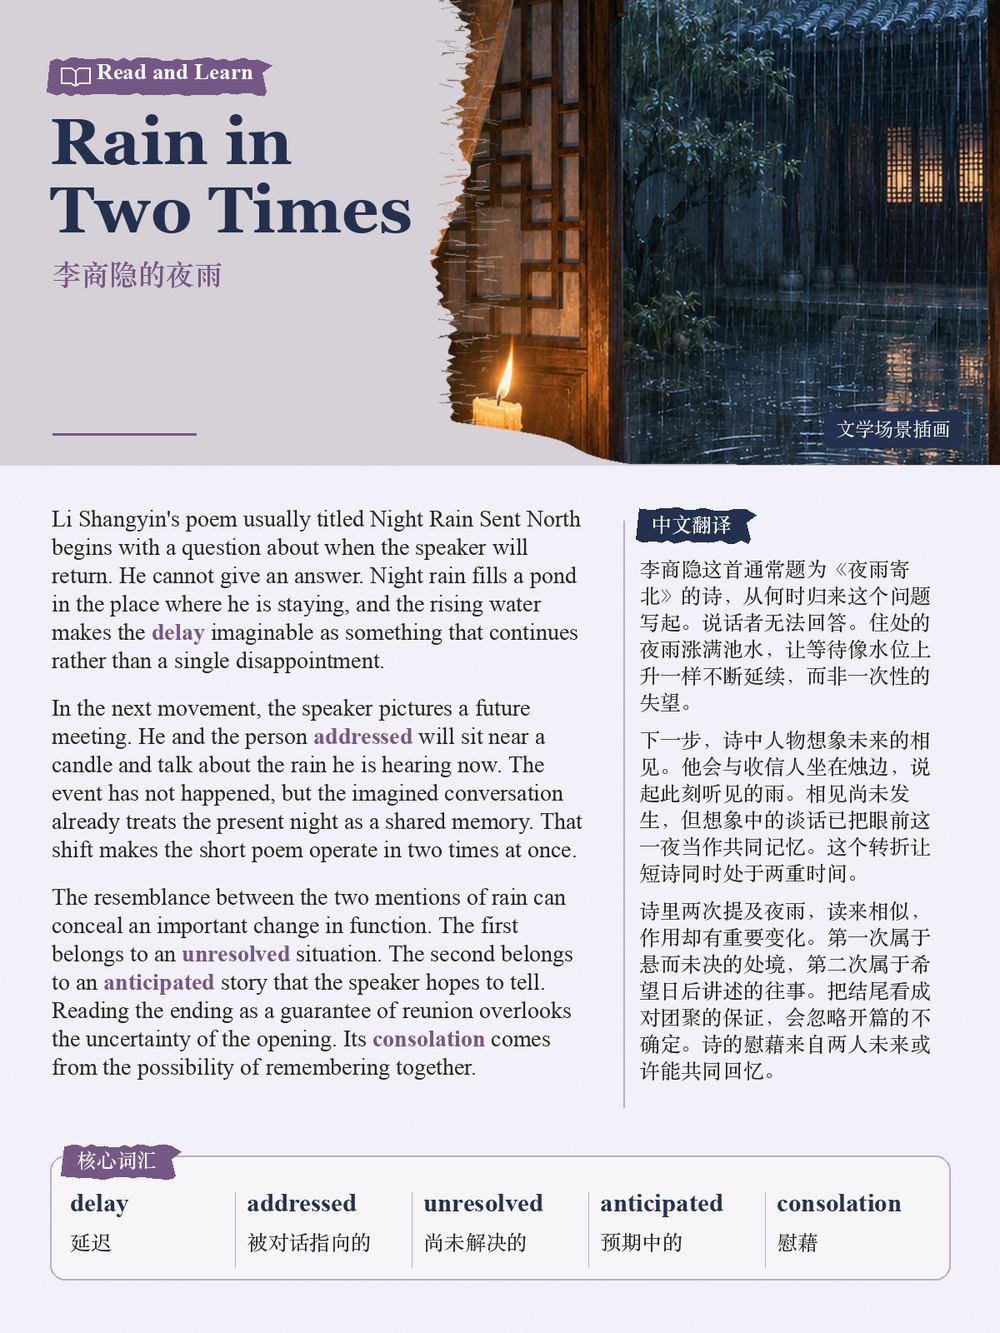 Read and Learn
Rain in
Two Times
李商隐的夜雨
文学场景插画
Li Shangyin's poem usually titled Night Rain Sent North
begins with a question about when the speaker will
return. He cannot give an answer. Night rain fills a pond
in the place where he is staying, and the rising water
makes the delay imaginable as something that continues
rather than a single disappointment.
In the next movement, the speaker pictures a future
meeting. He and the person addressed will sit near a
candle and talk about the rain he is hearing now. The
event has not happened, but the imagined conversation
already treats the present night as a shared memory. That
shift makes the short poem operate in two times at once.
The resemblance between the two mentions of rain can
conceal an important change in function. The first
belongs to an unresolved situation. The second belongs
to an anticipated story that the speaker hopes to tell.
Reading the ending as a guarantee of reunion overlooks
the uncertainty of the opening. Its consolation comes
from the possibility of remembering together.
中文翻译
李商隐这首通常题为《夜雨寄
北》的诗，从何时归来这个问题
写起。说话者无法回答。住处的
夜雨涨满池水，让等待像水位上
升一样不断延续，而非一次性的
失望。
下一步，诗中人物想象未来的相
见。他会与收信人坐在烛边，说
起此刻听见的雨。相见尚未发
生，但想象中的谈话已把眼前这
一夜当作共同记忆。这个转折让
短诗同时处于两重时间。
诗里两次提及夜雨，读来相似，
作用却有重要变化。第一次属于
悬而未决的处境，第二次属于希
望日后讲述的往事。把结尾看成
对团聚的保证，会忽略开篇的不
确定。诗的慰藉来自两人未来或
许能共同回忆。
核心词汇
delay
延迟
addressed
被对话指向的
unresolved
尚未解决的
anticipated
预期中的
consolation
慰藉